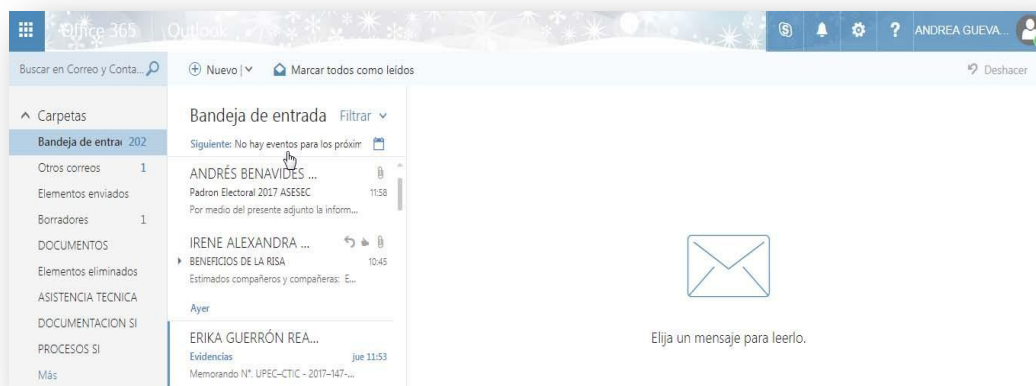 Office 365
Outlook
ANDREA GUEVA...
Buscar en Correo y Conta...
Nuevo
Marcar todos como leídos
Deshacer
Carpetas
Bandeja de entrai 202
Otros correos 1
Elementos enviados
Borradores 1
DOCUMENTOS
Elementos eliminados
ASISTENCIA TECNICA
DOCUMENTACION SI
PROCESOS SI
Más
Bandeja de entrada Filtrar
Siguiente: No hay eventos para los próxim
ANDRÉS BENAVIDES ...
Padron Electoral 2017 ASESEC 11:58
Por medio del presente adjunto la inform...
IRENE ALEXANDRA ...
BENEFICIOS DE LA RISA 10:45
Estimados compañeros y compañeras: E...
Ayer
ERIKA GUERRÓN REA...
Evidencias jue 11:53
Memorando N°. UPEC–CTIC - 2017–147-...
Elija un mensaje para leerlo.